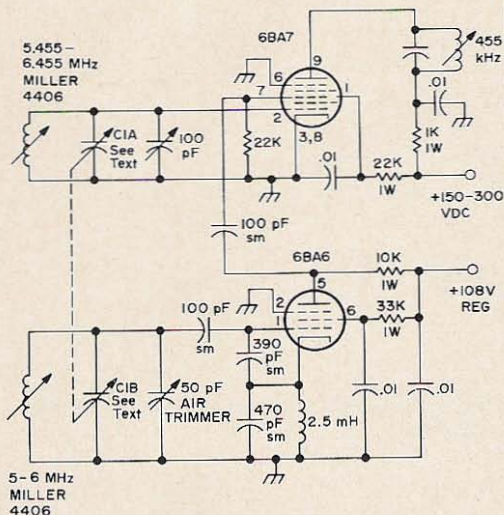 5.455-
6.455 MHz
MILLER
4406
6BA7
9
455
kHz
6
7
2
1
3,8
C1A
See
Text
100
pF
22K
.01
22K
1W
.01
1K
1W
+150-300
VDC
100 pF
sm
6BA6
5
10K
1W
+108V
REG
100 pF
sm
2
1
6
33K
1W
390
pF
sm
C1B
See
Text
50 pF
AIR
TRIMMER
470
pF
sm
2.5 mH
.01
.01
5-6 MHz
MILLER
4406